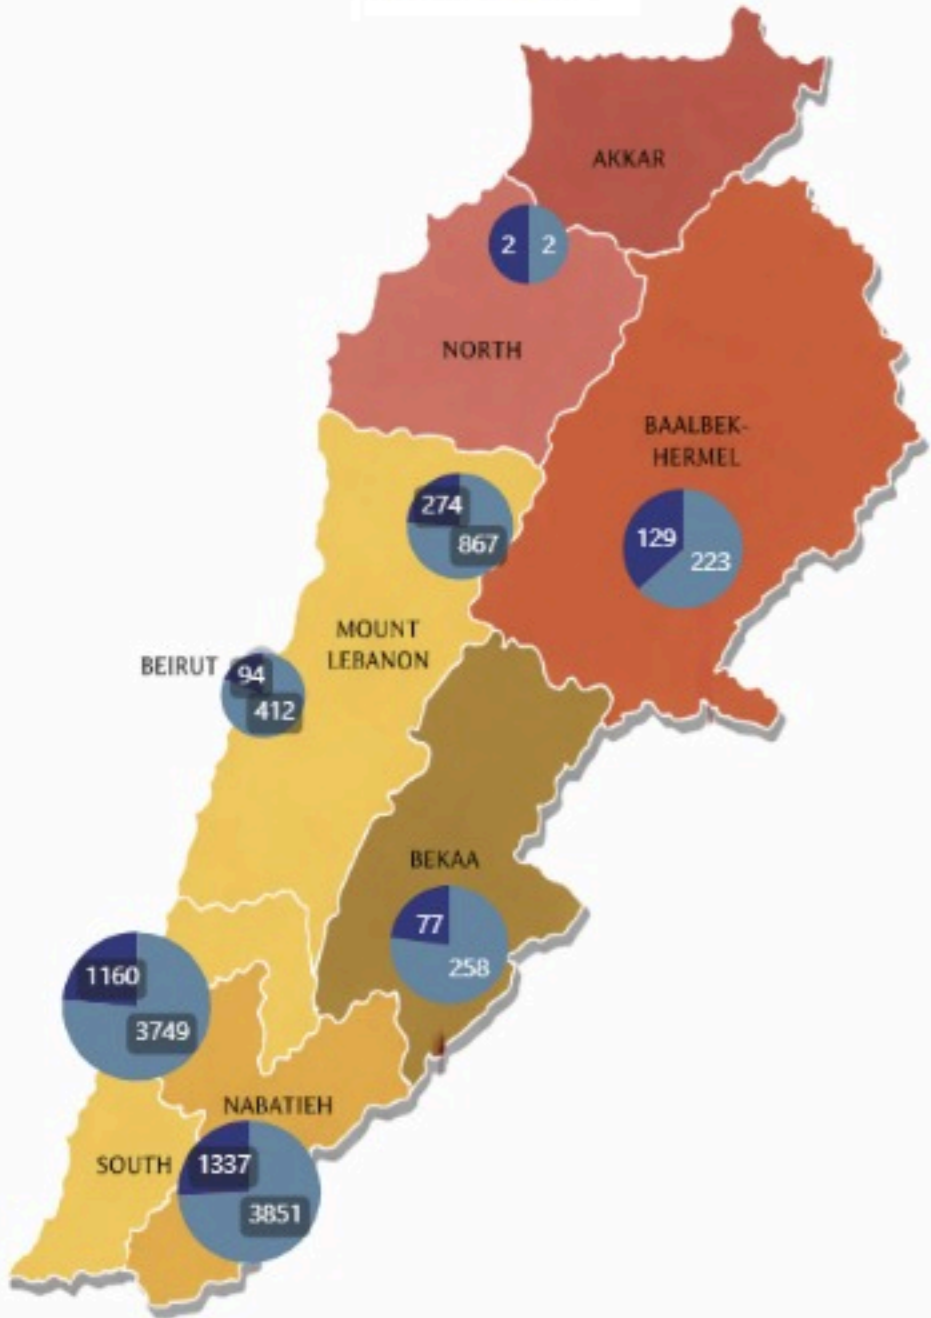 AKKAR
2 2
NORTH
BAALBEK-
HERMEL
274
867
129
223
MOUNT
LEBANON
BEIRUT
94
412
BEKAA
77
258
1160
3749
NABATIEH
SOUTH
1337
3851